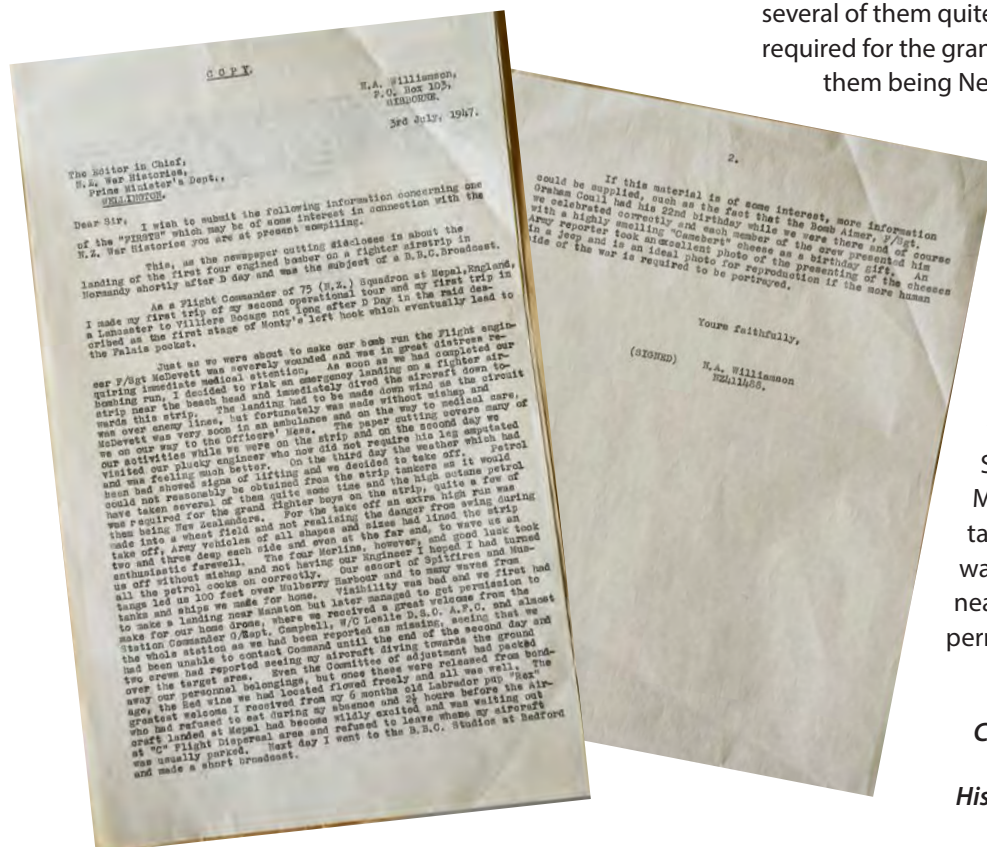 several of them quite
required for the gran
them being Ne
COPY.
N.A. Williamson,
P.O. Box 103,
GISBORNE.
3rd July, 1947.
The Editor in Chief,
N.Z. War Histories,
Prime Minister's Dept.,
WELLINGTON.
Dear Sir,
I wish to submit the following information concerning one
of the "FIRSTS" which may be of some interest in connection with the
N.Z. War Histories you are at present compiling.
This, as the newspaper cutting discloses is about the
landing of the first four engined bomber on a fighter airstrip in
Normandy shortly after D day and was the subject of a B.B.C. Broadcast.
As a Flight Commander of 75 (N.Z.) Squadron at Mepal, England,
I made my first trip of my second operational tour and my first trip in
a Lancaster to Villiers Bocage not long after D Day in the raid des-
cribed as the first stage of Monty's left hook which eventually lead to
the Falais pocket.
Just as we were about to make our bomb run the Flight engin-
eer F/Sgt McDevett was severely wounded and was in great distress re-
quiring immediate medical attention. As soon as we had completed our
bombing run, I decided to risk an emergency landing on a fighter air-
strip near the beach head and immediately dived the aircraft down to-
wards this strip. The landing had to be made down wind as the circuit
was over enemy lines, but fortunately was made without mishap and
McDevett was very soon in an ambulance and on the way to medical care,
we on our way to the Officers' Mess. The paper cutting covers many of
our activities while we were on the strip and on the second day we
visited our plucky engineer who now did not require his leg amputated
and was feeling much better. On the third day the weather which had
been bad showed signs of lifting and we decided to take off. Petrol
could not reasonably be obtained from the strip tankers as it would
have taken several of them quite some time and the high octane petrol
was required for the grand fighter boys on the strip, quite a few of
them being New Zealanders. For the take off an extra high run was
made into a wheat field and not realising the danger from swing during
take off, Army vehicles of all shapes and sizes had lined the strip
two and three deep each side and even at the far end, to wave us an
enthusiastic farewell. The four Merlins, however, and good luck took
us off without mishap and not having our Engineer I hoped I had turned
all the petrol cocks on correctly. Our escort of Spitfires and Mus-
tangs led us 100 feet over Mulberry Harbour and to many waves from
tanks and ships we made for home. Visibility was bad and we first had
to make a landing near Manston but later managed to get permission to
make for our home drome, where we received a great welcome from the
Station Commander G/Capt. Campbell, W/C Leslie D.S.O. A.F.C. and almost
the whole station as we had been reported as missing, seeing that we
had been unable to contact Command until the end of the second day and
two crews had reported seeing my aircraft diving towards the ground
over the target area. Even the Committee of adjustment had packed
away our personnel belongings, but once these were released from bond-
age, the Red wine we had located flowed freely and all was well. The
greatest welcome I received from my 6 months old Labrador pup "Rex"
who had refused to eat during my absence and 2½ hours before the Air-
craft landed at Mepal had become wildly excited and was waiting out
at "C" Flight Dispersal area and refused to leave where my aircraft
was usually parked. Next day I went to the B.B.C. Studios at Bedford
and made a short broadcast.
2.
If this material is of some interest, more information
could be supplied, such as the fact that the Bomb Aimer, F/Sgt.
Graham Coull had his 22nd birthday while we were there and of course
we celebrated correctly and each member of the crew presented him
with a highly smelling "Camebert" cheese as a birthday gift. An
Army reporter took an excellent photo of the presenting of the cheeses
in a Jeep and is an ideal photo for reproduction if the more human
side of the war is required to be portrayed.
Yours faithfully,
(SIGNED) N.A. Williamson
NZ411488.
S
M
ta
wa
nea
perm
C
His